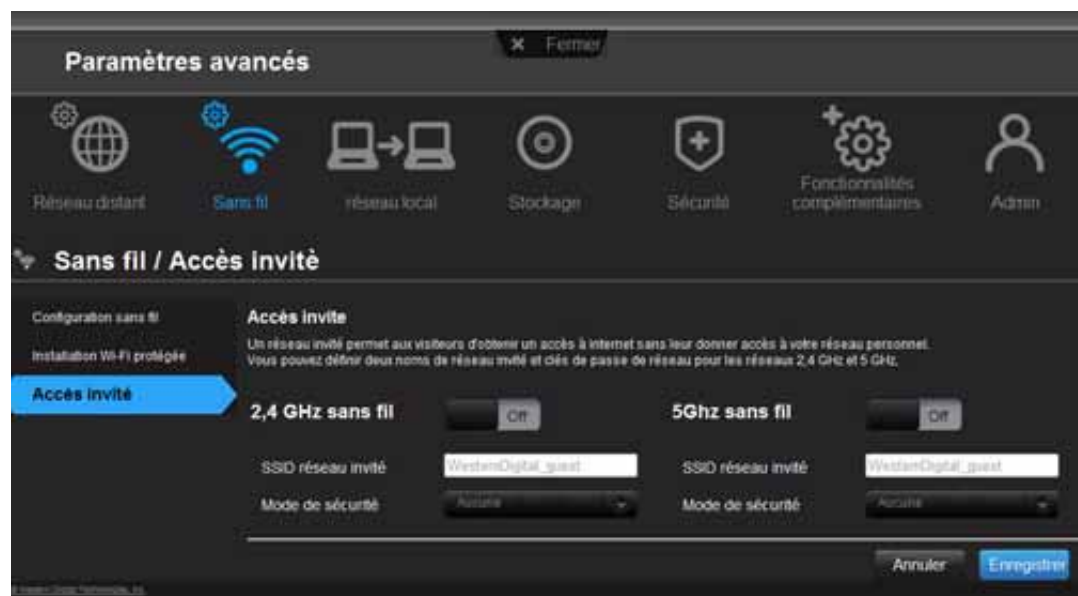 ✕ Fermer
Paramètres avancés
Réseau distant
Sans fil
réseau local
Stockage
Sécurité
Fonctionnalités
complémentaires
Admin
Sans fil / Accès invitè
Configuration sans fil
Installation Wi-Fi protégée
Accès invité
Accès invite
Un réseau invité permet aux visiteurs d'obtenir un accès à internet sans leur donner accès à votre réseau personnel.
Vous pouvez définir deux noms de réseau invité et clés de passe de réseau pour les réseaux 2,4 GHz et 5 GHz.
2,4 GHz sans fil
Off
5Ghz sans fil
Off
SSID réseau invité
WesternDigital_guest
SSID réseau invité
WesternDigital_guest
Mode de sécurité
Aucune
Mode de sécurité
Aucune
Annuler
Enregistrer